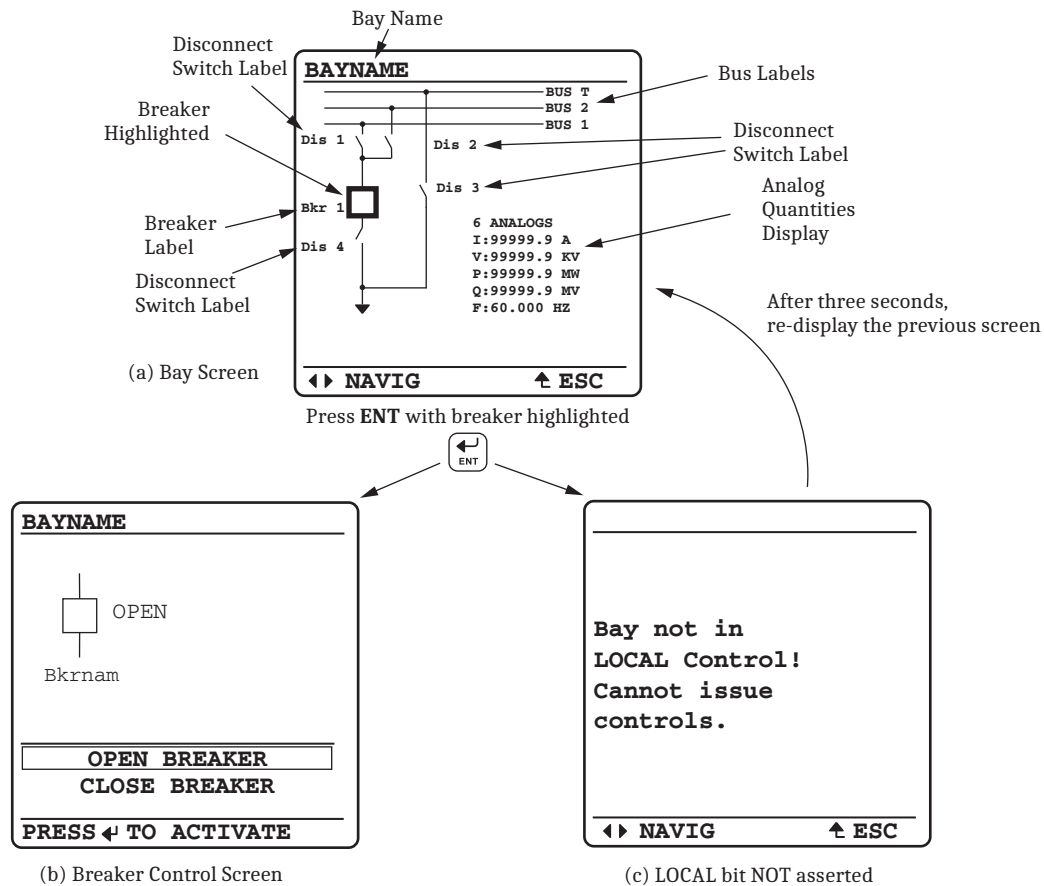 Bay Name
Disconnect
Switch Label
BAYNAME
Bus Labels
BUS T
BUS 2
BUS 1
Breaker
Highlighted
Dis 1
Dis 2
Disconnect
Switch Label
Dis 3
Bkr 1
Analog
Quantities
Display
Breaker
Label
6 ANALOGS
I:99999.9 A
V:99999.9 KV
P:99999.9 MW
Q:99999.9 MV
F:60.000 HZ
Dis 4
Disconnect
Switch Label
After three seconds,
re-display the previous screen
(a) Bay Screen
NAVIG ESC
Press ENT with breaker highlighted
ENT
BAYNAME
OPEN
Bkrnam
OPEN BREAKER
CLOSE BREAKER
PRESS TO ACTIVATE
(b) Breaker Control Screen
Bay not in
LOCAL Control!
Cannot issue
controls.
NAVIG ESC
(c) LOCAL bit NOT asserted